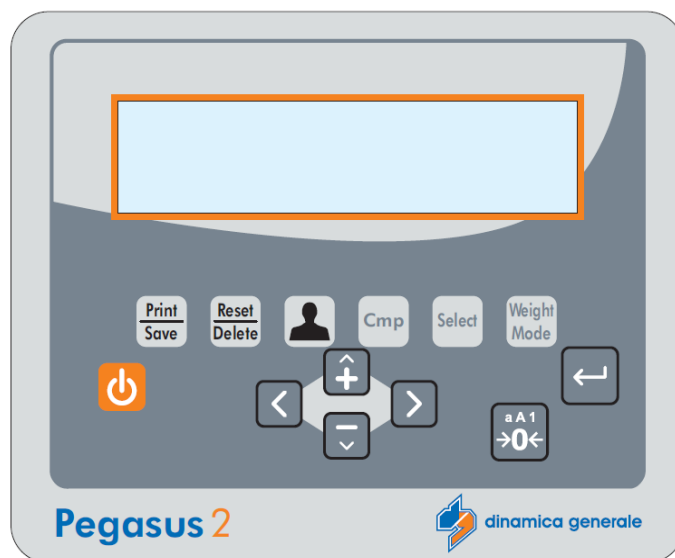 Print
Save
Reset
Delete
Cmp
Select
Weight
Mode
a A 1
→0←
Pegasus 2
dinamica generale